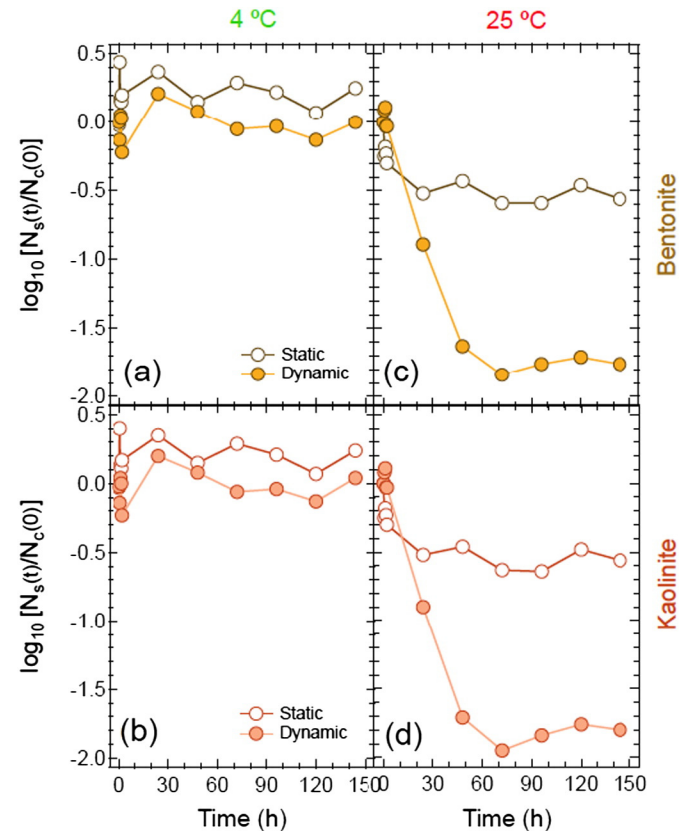 4 ºC
25 ºC
log10 [Ns(t)/Nc(0)]
0.5
0.0
-0.5
-1.0
-1.5
-2.0
Static
Dynamic
(a)
(c)
Bentonite
log10 [Ns(t)/Nc(0)]
0.5
0.0
-0.5
-1.0
-1.5
-2.0
Static
Dynamic
(b)
(d)
Kaolinite
0 30 60 90 120 150
0 30 60 90 120 150
Time (h)
Time (h)